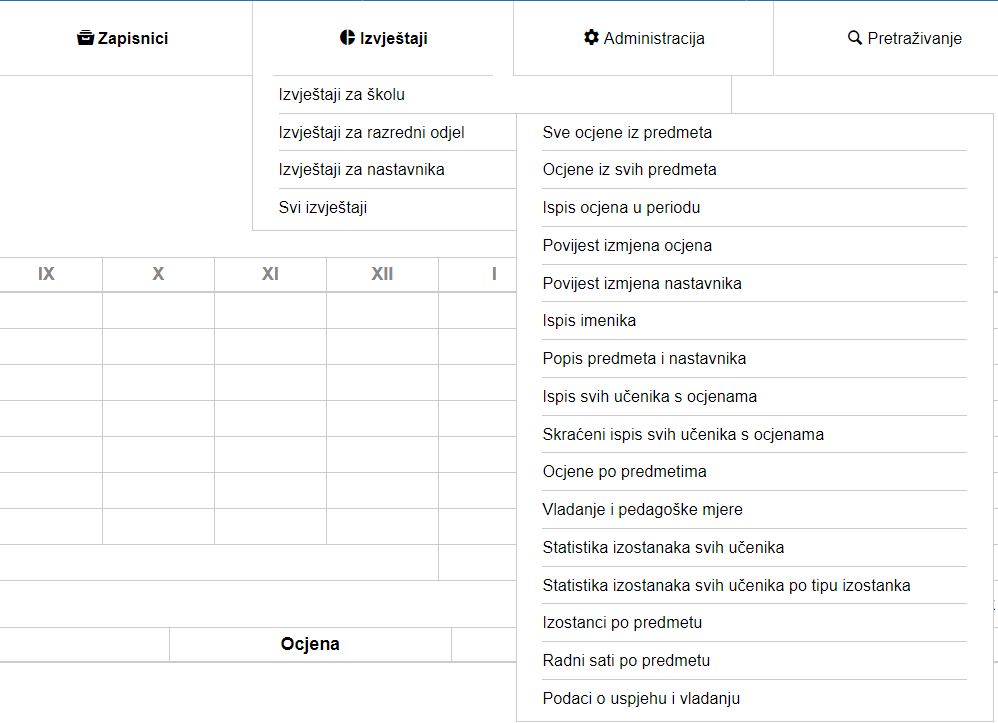 Zapisnici Izvještaji Administracija Pretraživanje
Izvještaji za školu
Izvještaji za razredni odjel
Izvještaji za nastavnika
Svi izvještaji
Sve ocjene iz predmeta
Ocjene iz svih predmeta
Ispis ocjena u periodu
Povijest izmjena ocjena
Povijest izmjena nastavnika
Ispis imenika
Popis predmeta i nastavnika
Ispis svih učenika s ocjenama
Skraćeni ispis svih učenika s ocjenama
Ocjene po predmetima
Vladanje i pedagoške mjere
Statistika izostanaka svih učenika
Statistika izostanaka svih učenika po tipu izostanka
Izostanci po predmetu
Radni sati po predmetu
Podaci o uspjehu i vladanju
IX X XI XII I
Ocjena